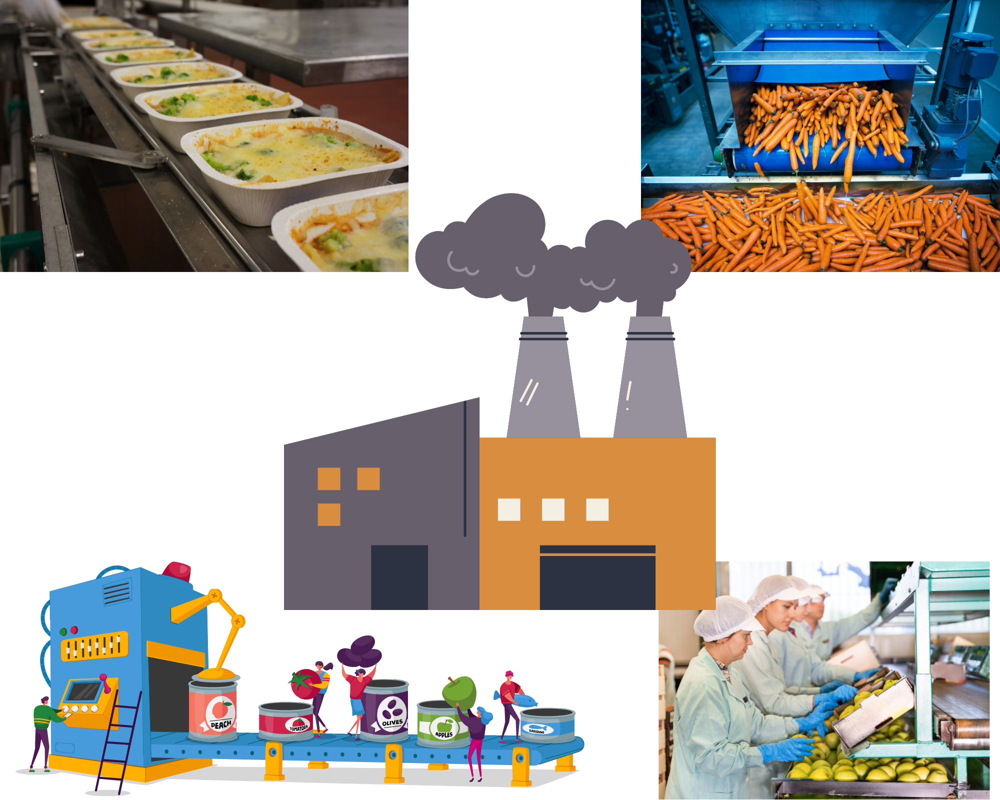 PEACH
TOMATOES
OLIVES
APPLES
SARDINE